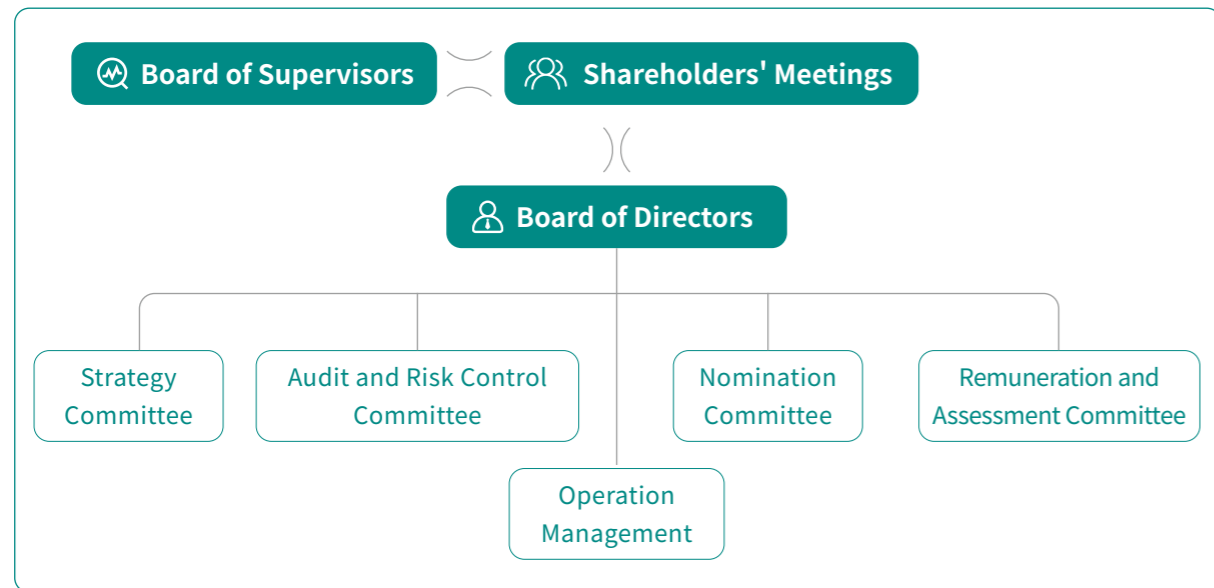 Board of Supervisors
Shareholders' Meetings
Board of Directors
Strategy
Committee
Audit and Risk Control
Committee
Nomination
Committee
Remuneration and
Assessment Committee
Operation
Management